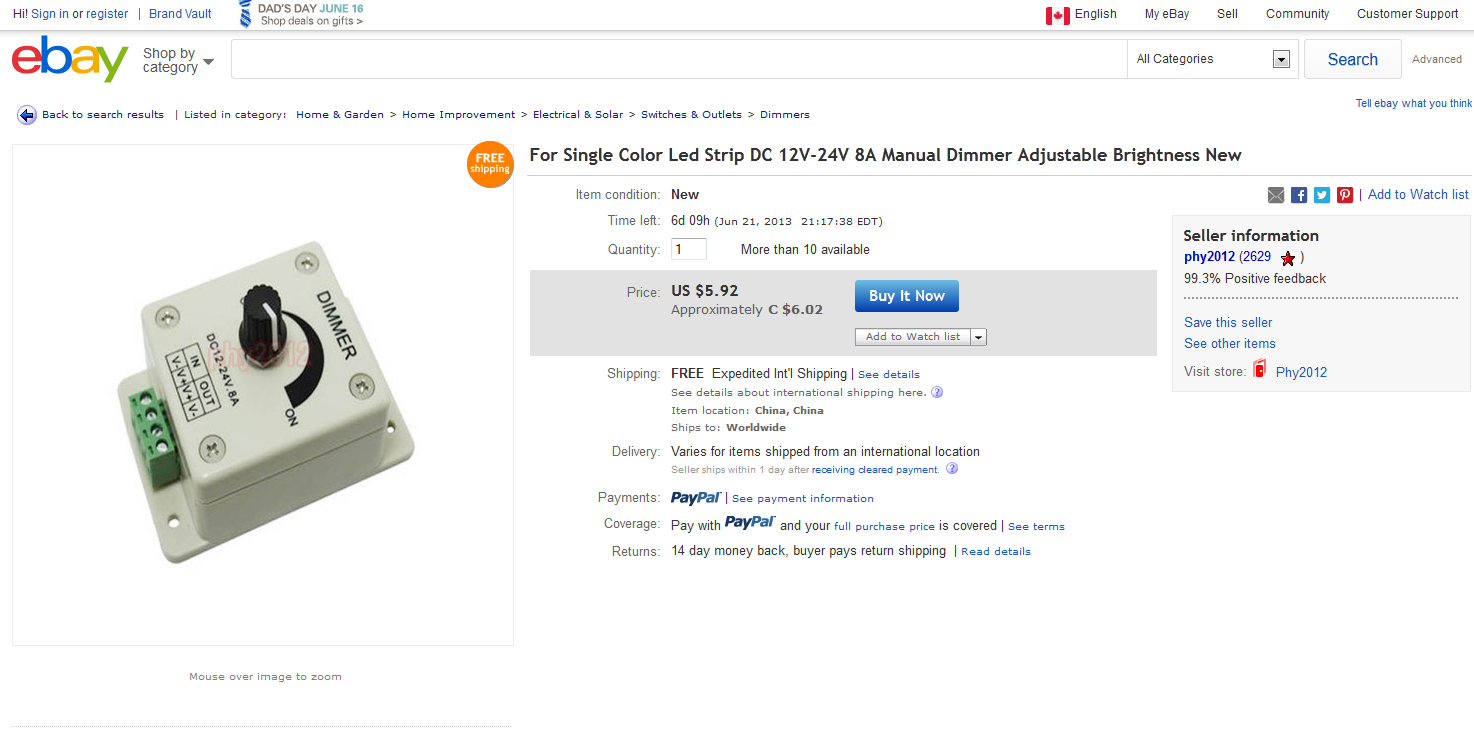 Hi! Sign in or register | Brand Vault
DAD'S DAY JUNE 16
Shop deals on gifts >
English My eBay Sell Community Customer Support
ebay
Shop by
category
All Categories
Search
Advanced
Tell ebay what you think
Back to search results | Listed in category: Home & Garden > Home Improvement > Electrical & Solar > Switches & Outlets > Dimmers
FREE
shipping
For Single Color Led Strip DC 12V-24V 8A Manual Dimmer Adjustable Brightness New
Item condition: New
| Add to Watch list
Time left: 6d 09h (Jun 21, 2013 21:17:38 EDT)
Quantity: 1 More than 10 available
Price: US $5.92
Approximately C $6.02
Buy It Now
Add to Watch list
Shipping: FREE Expedited Int'l Shipping | See details
See details about international shipping here. ?
Item location: China, China
Ships to: Worldwide
Delivery: Varies for items shipped from an international location
Seller ships within 1 day after receiving cleared payment. ?
Payments: PayPal | See payment information
Coverage: Pay with PayPal and your full purchase price is covered | See terms
Returns: 14 day money back, buyer pays return shipping | Read details
Seller information
phy2012 (2629 )
99.3% Positive feedback
Save this seller
See other items
Visit store: Phy2012
DIMMER
ON
DC12-24V.8A
IN OUT
V- V+ V+ V-
phy2012
Mouse over image to zoom